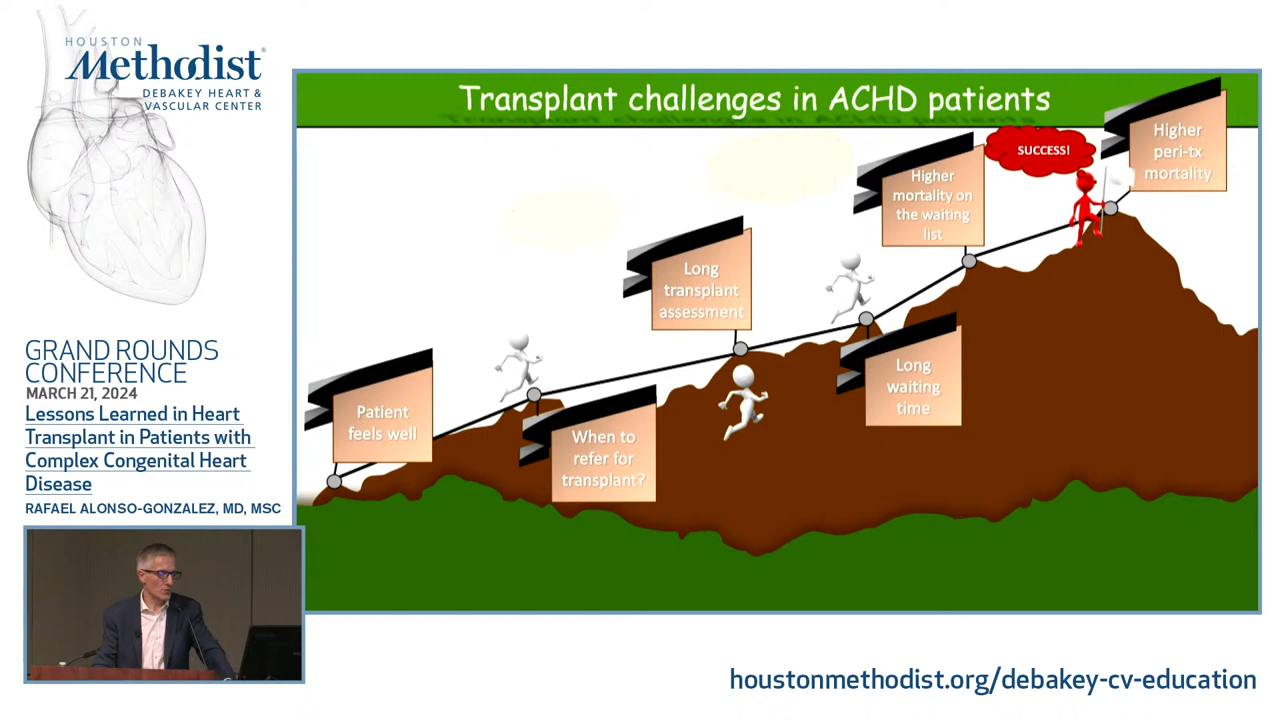 HOUSTON
Methodist®
DEBAKEY HEART &
VASCULAR CENTER
GRAND ROUNDS
CONFERENCE
MARCH 21, 2024
Lessons Learned in Heart
Transplant in Patients with
Complex Congenital Heart
Disease
RAFAEL ALONSO-GONZALEZ, MD, MSC
Transplant challenges in ACHD patients
Patient
feels well
When to
refer for
transplant?
Long
transplant
assessment
Long
waiting
time
Higher
mortality on
the waiting
list
SUCCESS!
Higher
peri-tx
mortality
houstonmethodist.org/debakey-cv-education